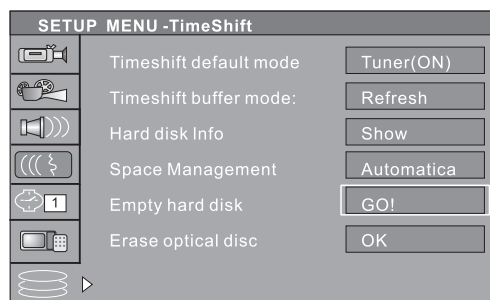 SETUP MENU -TimeShift
Timeshift default mode Tuner(ON)
Timeshift buffer mode: Refresh
Hard disk Info Show
Space Management Automatica
1 Empty hard disk GO!
Erase optical disc OK